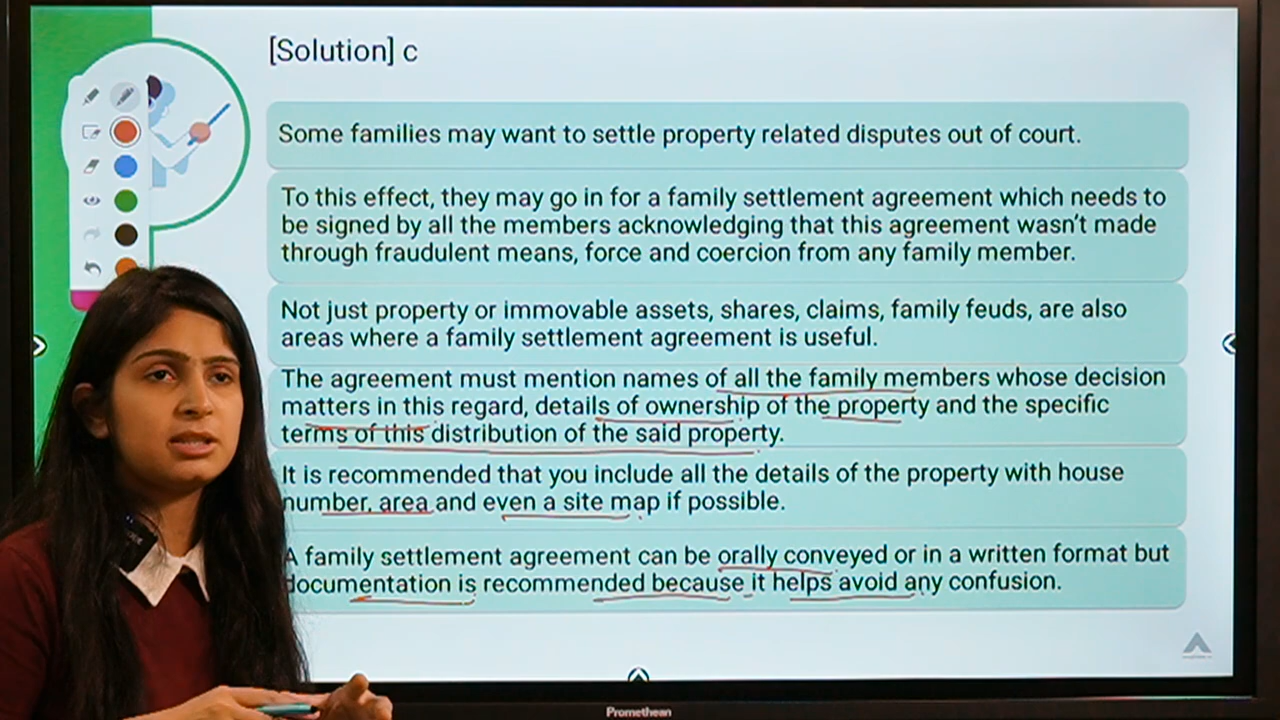 [Solution] c
Some families may want to settle property related disputes out of court.
To this effect, they may go in for a family settlement agreement which needs to
be signed by all the members acknowledging that this agreement wasn't made
through fraudulent means, force and coercion from any family member.
Not just property or immovable assets, shares, claims, family feuds, are also
areas where a family settlement agreement is useful.
The agreement must mention names of all the family members whose decision
matters in this regard, details of ownership of the property and the specific
terms of this distribution of the said property.
It is recommended that you include all the details of the property with house
number, area and even a site map if possible.
A family settlement agreement can be orally conveyed or in a written format but
documentation is recommended because it helps avoid any confusion.
Promethean